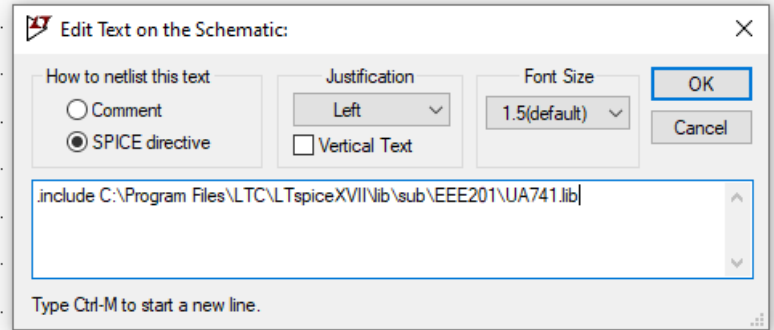 Edit Text on the Schematic:
How to netlist this text
Comment
SPICE directive
Justification
Left
Vertical Text
Font Size
1.5(default)
OK
Cancel
.include C:\Program Files\LTC\LTspiceXVII\lib\sub\EEE201\UA741.lib
Type Ctrl-M to start a new line.